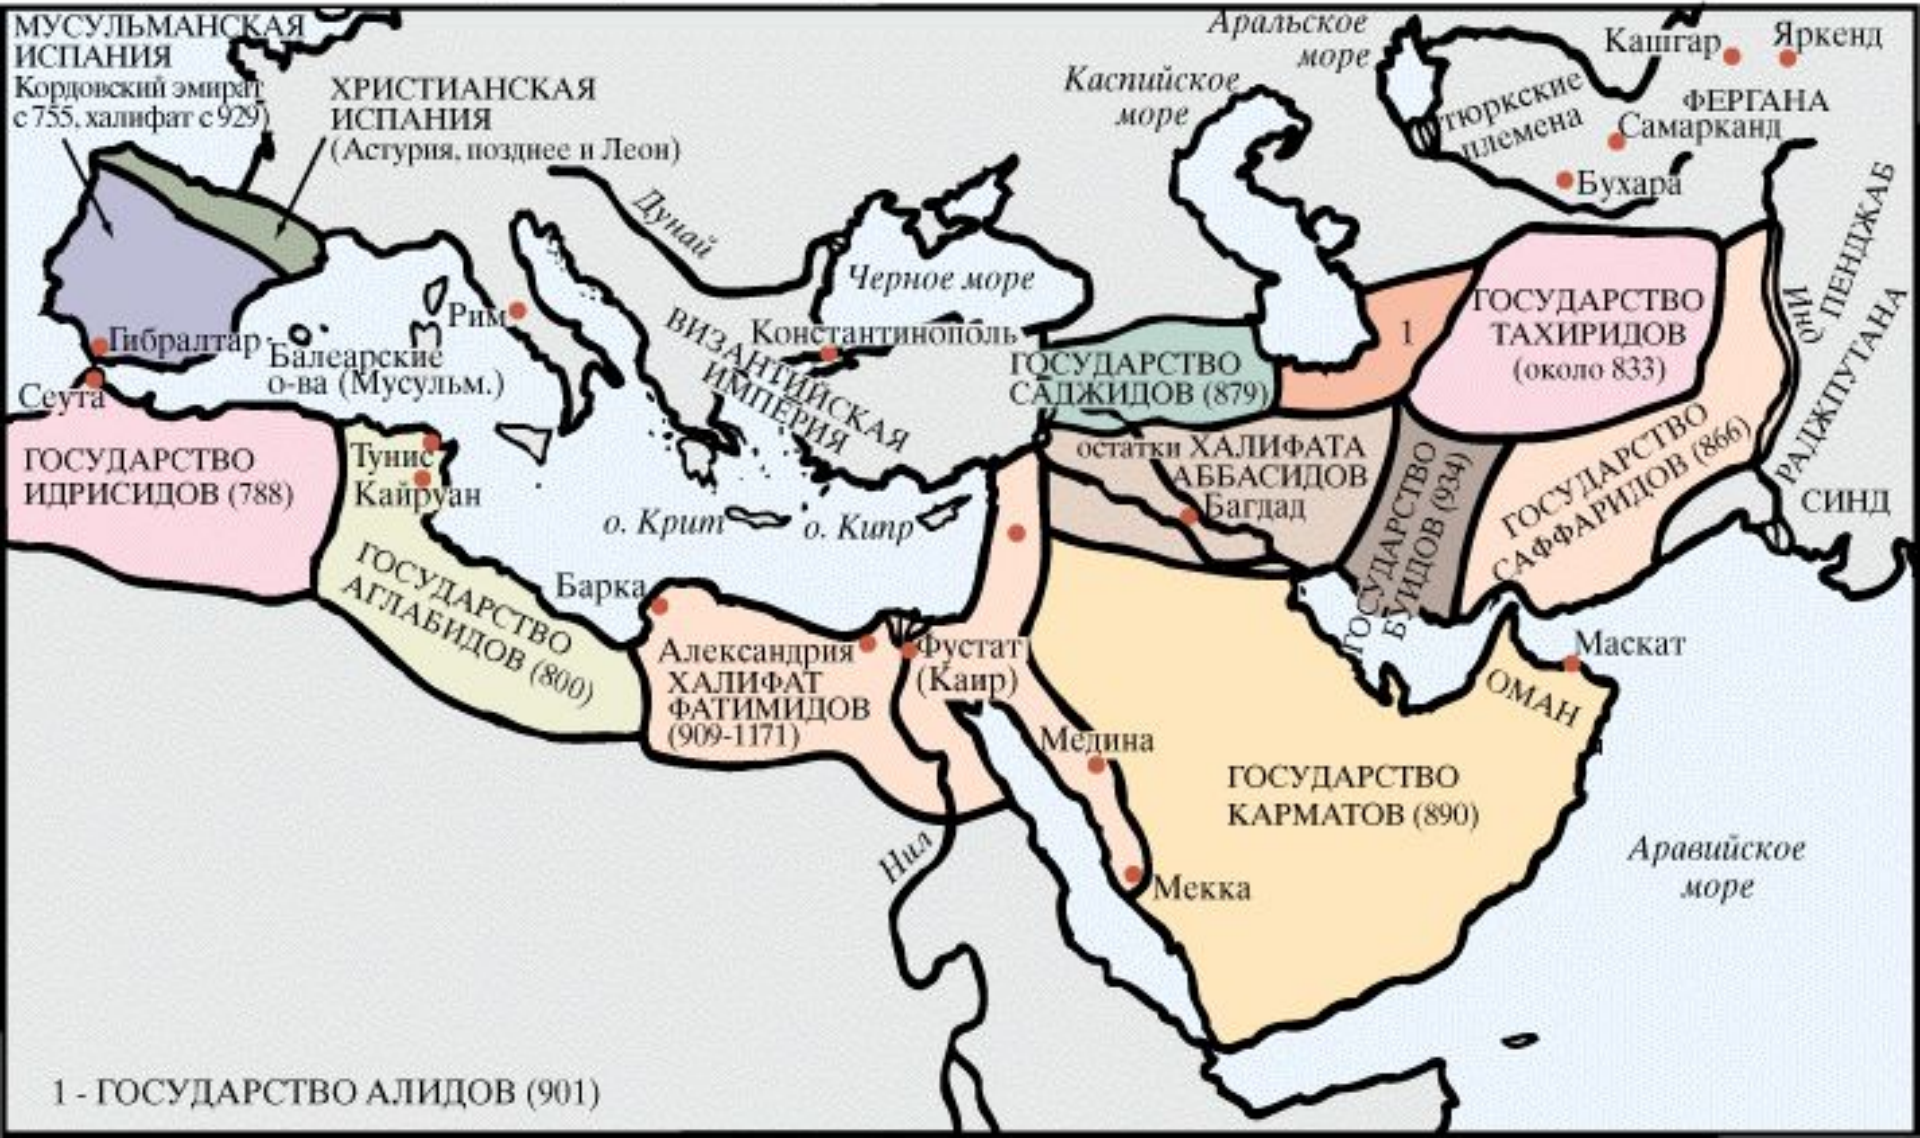 МУСУЛЬМАНСКАЯ
ИСПАНИЯ
Кордовский эмират
с 755, халифат с 929)
ХРИСТИАНСКАЯ
ИСПАНИЯ
(Астурия, позднее и Леон)
Аральское
море
Каспийское
море
Кашгар
Яркенд
тюркские
племена
ФЕРГАНА
Самарканд
Бухара
Дунай
Черное море
ПЕНДЖАБ
Инд
РАДЖПУТАНА
СИНД
Рим
Гибралтар
Балеарские
о-ва (Мусульм.)
Сеута
ВИЗАНТИЙСКАЯ
ИМПЕРИЯ
Константинополь
ГОСУДАРСТВО
САДЖИДОВ (879)
1
ГОСУДАРСТВО
ТАХИРИДОВ
(около 833)
ГОСУДАРСТВО
ИДРИСИДОВ (788)
Тунис
Кайруан
остатки ХАЛИФАТА
АББАСИДОВ
Багдад
ГОСУДАРСТВО
БУИДОВ (934)
ГОСУДАРСТВО
САФФАРИДОВ (866)
о. Крит
о. Кипр
ГОСУДАРСТВО
АГЛАБИДОВ (800)
Барка
Александрия
ХАЛИФАТ
ФАТИМИДОВ
(909-1171)
Фустат
(Каир)
Маскат
ОМАН
Медина
ГОСУДАРСТВО
КАРМАТОВ (890)
Нил
Мекка
Аравийское
море
1 - ГОСУДАРСТВО АЛИДОВ (901)